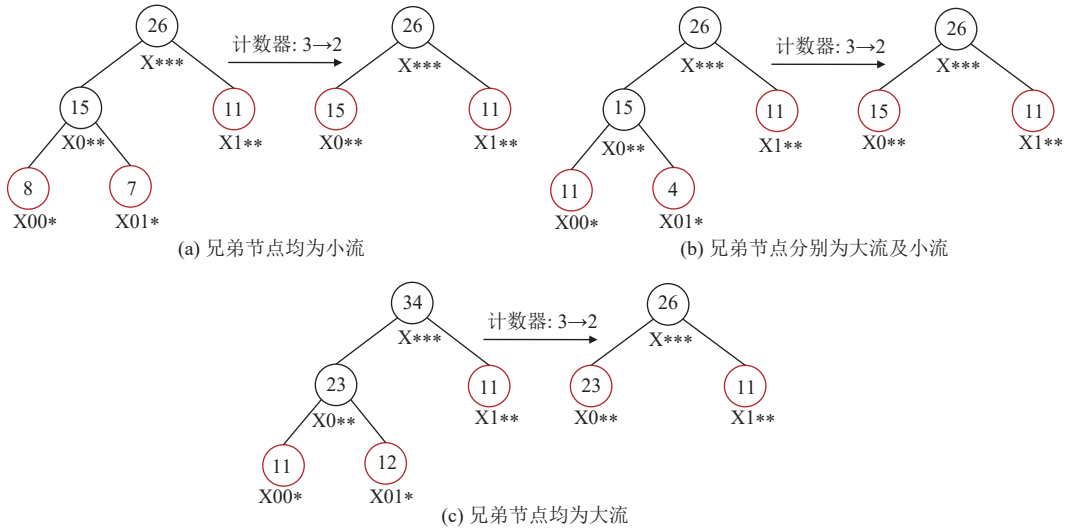 26
X***
15
X0**
11
X1**
8
X00*
7
X01*
计数器: 3→2
26
X***
15
X0**
11
X1**
(a) 兄弟节点均为小流
26
X***
15
X0**
11
X1**
11
X00*
4
X01*
计数器: 3→2
26
X***
15
X0**
11
X1**
(b) 兄弟节点分别为大流及小流
34
X***
23
X0**
11
X1**
11
X00*
12
X01*
计数器: 3→2
26
X***
23
X0**
11
X1**
(c) 兄弟节点均为大流